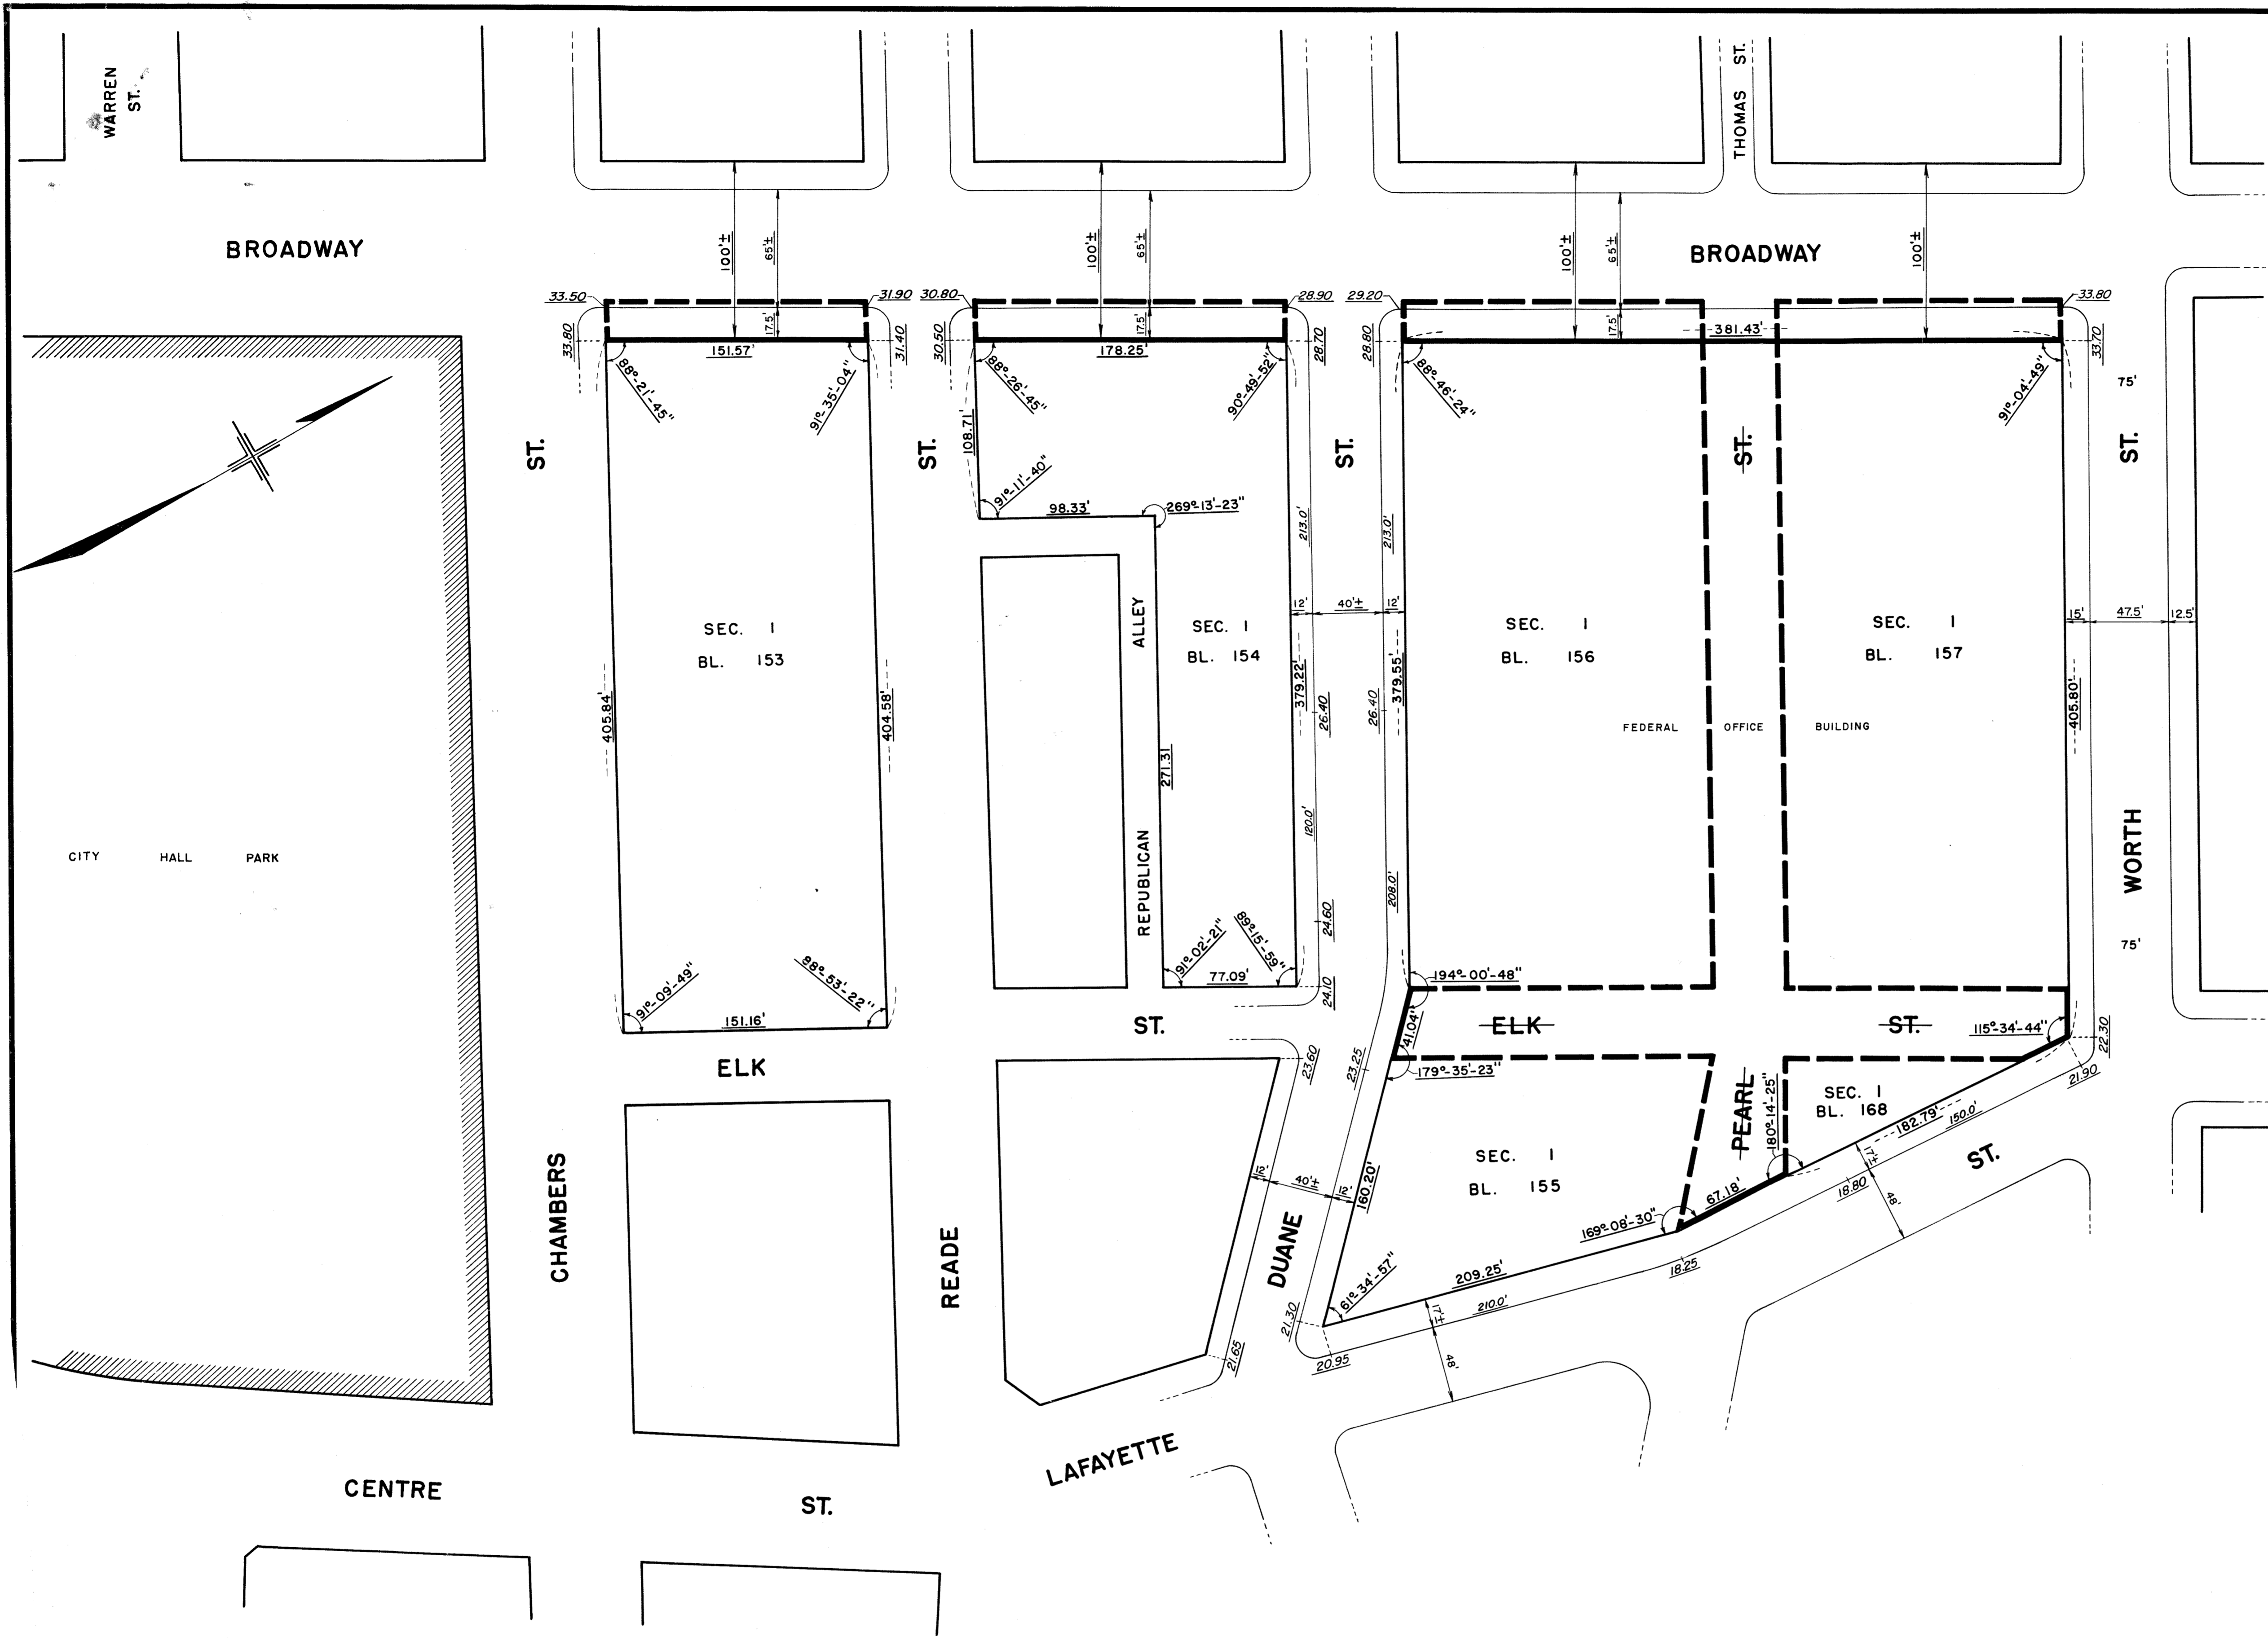 WARREN
ST.
THOMAS ST.
BROADWAY
BROADWAY
100'±
65'±
100'±
65'±
100'±
65'±
100'±
33.50
31.90
30.80
28.90
29.20
33.80
33.80
17.5'
31.40
30.50
17.5'
28.70
28.80
17.5'
33.70
151.57'
178.25'
381.43'
88°-21'-45"
91°-35'-04"
88°-26'-45"
90°-49'-52"
88°-46'-24"
91°-04'-49"
75'
ST.
ST.
ST.
ST.
ST.
108.71'
91°-11'-40"
98.33'
269°-13'-23"
213.0'
213.0'
12'
40'±
12'
15'
47.5'
12.5'
SEC. 1
BL. 153
ALLEY
SEC. 1
BL. 154
SEC. 1
BL. 156
SEC. 1
BL. 157
405.84'
404.58'
379.22'
26.40
26.40
379.55'
405.80'
FEDERAL OFFICE BUILDING
271.31
120.0'
208.0'
CITY HALL PARK
REPUBLICAN
WORTH
75'
24.60
91°-09'-49"
88°-53'-22"
91°-02'-21"
89°-15'-59"
77.09'
24.10
194°-00'-48"
151.16'
ST.
41.04'
ELK
ST.
115°-34'-44"
22.30
ELK
23.60
23.25
179°-35'-23"
21.90
PEARL
180°-14'-25"
SEC. 1
BL. 168
182.79'
150.0'
ST.
SEC. 1
BL. 155
12'
40'±
12'
160.20'
17'±
18.80
48'
67.18'
169°-08'-30"
CHAMBERS
READE
DUANE
18.25
209.25'
210.0'
61°-34'-57"
21.30
17'±
21.65
20.95
48'
LAFAYETTE
CENTRE
ST.